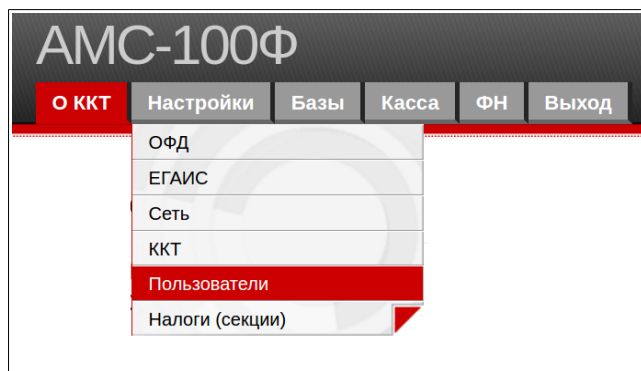 АМС-100Ф
О ККТ Настройки Базы Касса ФН Выход
ОФД
ЕГАИС
Сеть
ККТ
Пользователи
Налоги (секции)